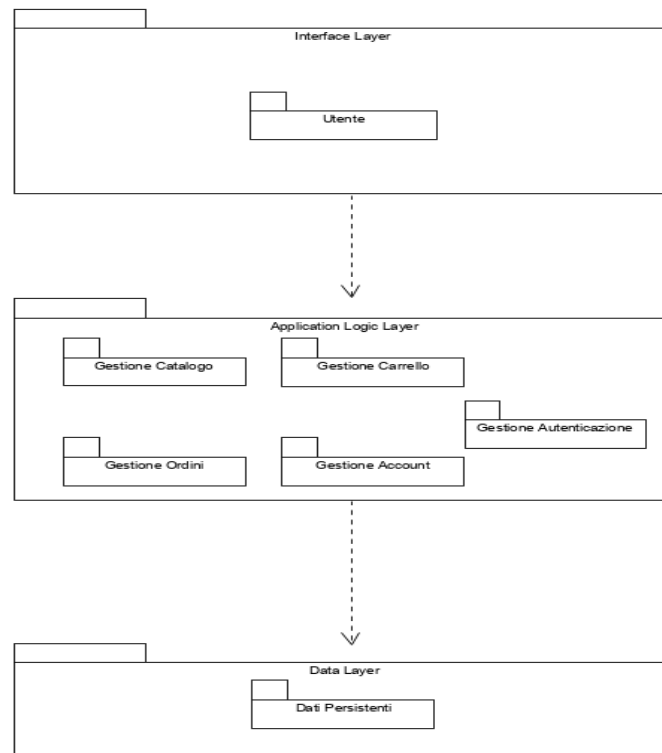 Interface Layer
Utente
Application Logic Layer
Gestione Catalogo
Gestione Carrello
Gestione Autenticazione
Gestione Ordini
Gestione Account
Data Layer
Dati Persistenti